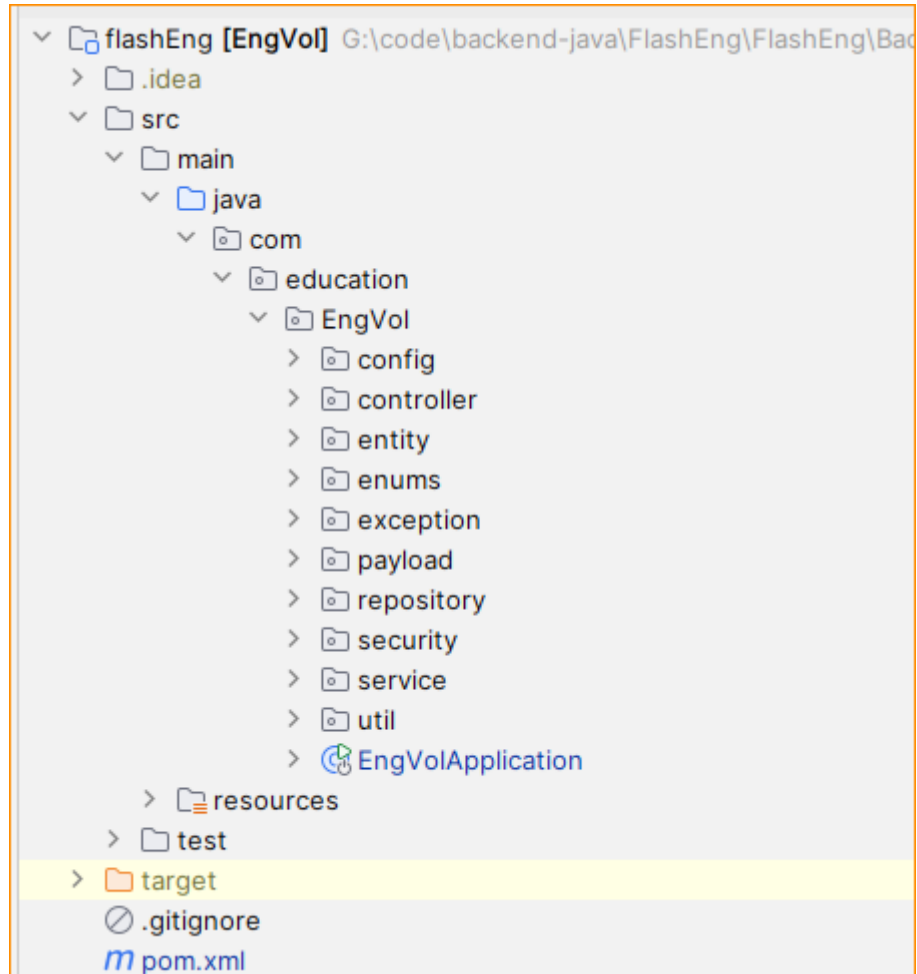 flashEng [EngVol] G:\code\backend-java\FlashEng\FlashEng\Bac
.idea
src
main
java
com
education
EngVol
config
controller
entity
enums
exception
payload
repository
security
service
util
EngVolApplication
resources
test
target
.gitignore
m pom.xml